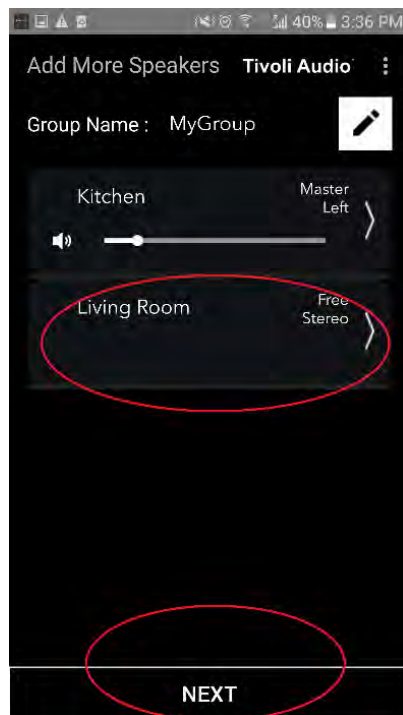 40% 3:36 PM
Add More Speakers Tivoli Audio
Group Name : MyGroup
Kitchen
Master
Left
Living Room
Free
Stereo
NEXT